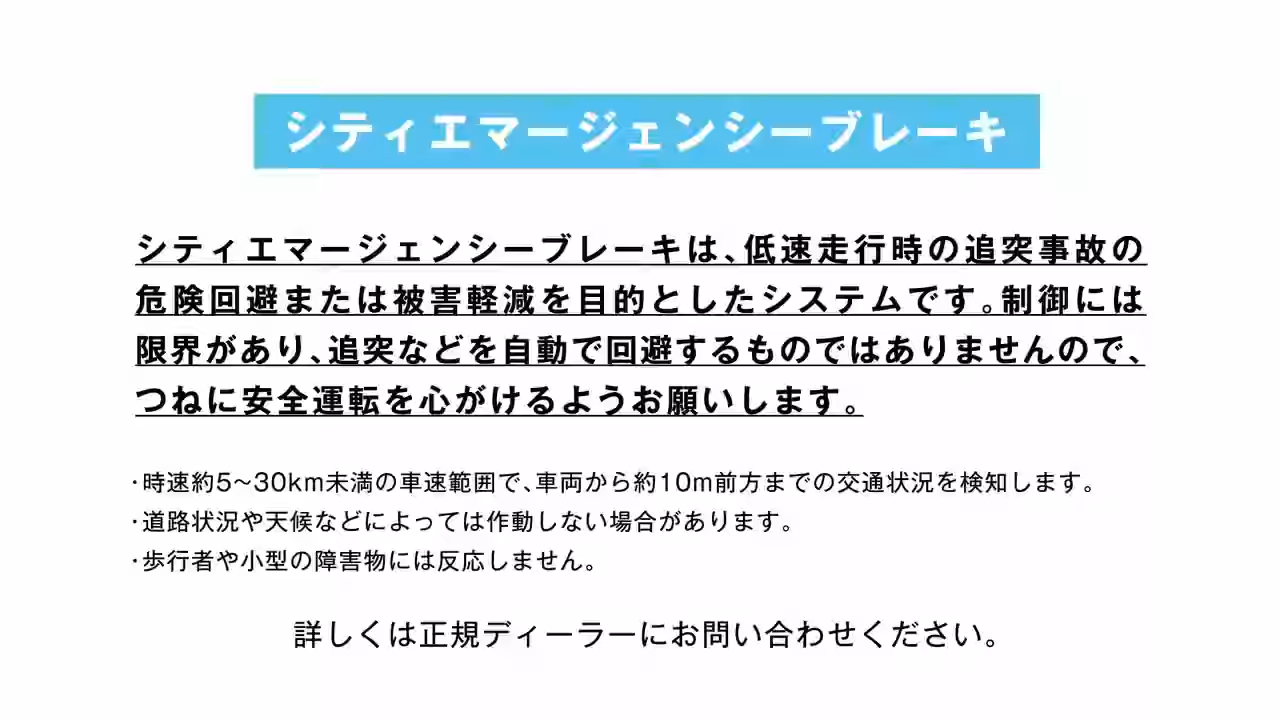 シティエマージェンシーブレーキ
シティエマージェンシーブレーキは、低速走行時の追突事故の
危険回避または被害軽減を目的としたシステムです。制御には
限界があり、追突などを自動で回避するものではありませんので、
つねに安全運転を心がけるようお願いします。
・時速約5~30km未満の車速範囲で、車両から約10m前方までの交通状況を検知します。
・道路状況や天候などによっては作動しない場合があります。
・歩行者や小型の障害物には反応しません。
詳しくは正規ディーラーにお問い合わせください。